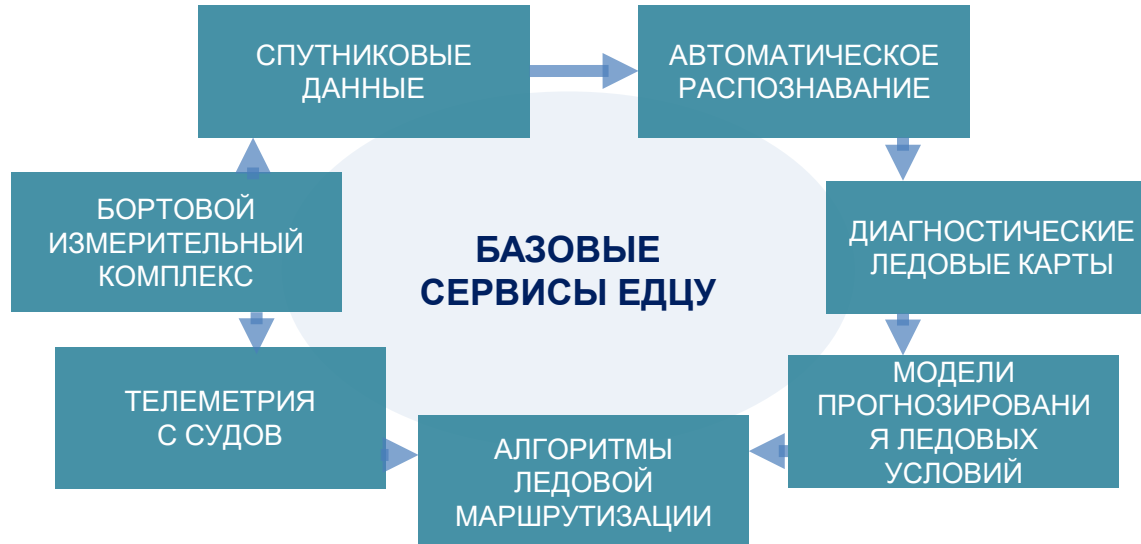 СПУТНИКОВЫЕ
ДАННЫЕ
АВТОМАТИЧЕСКОЕ
РАСПОЗНАВАНИЕ
БОРТОВОЙ
ИЗМЕРИТЕЛЬНЫЙ
КОМПЛЕКС
БАЗОВЫЕ
СЕРВИСЫ ЕДЦУ
ДИАГНОСТИЧЕСКИЕ
ЛЕДОВЫЕ КАРТЫ
ТЕЛЕМЕТРИЯ
С СУДОВ
АЛГОРИТМЫ
ЛЕДОВОЙ
МАРШРУТИЗАЦИИ
МОДЕЛИ
ПРОГНОЗИРОВАНИ
Я ЛЕДОВЫХ
УСЛОВИЙ